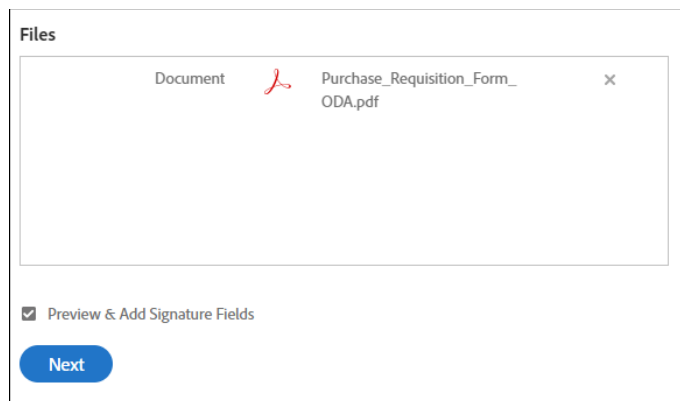 Files
Document
Purchase_Requisition_Form_
ODA.pdf
Preview & Add Signature Fields
Next